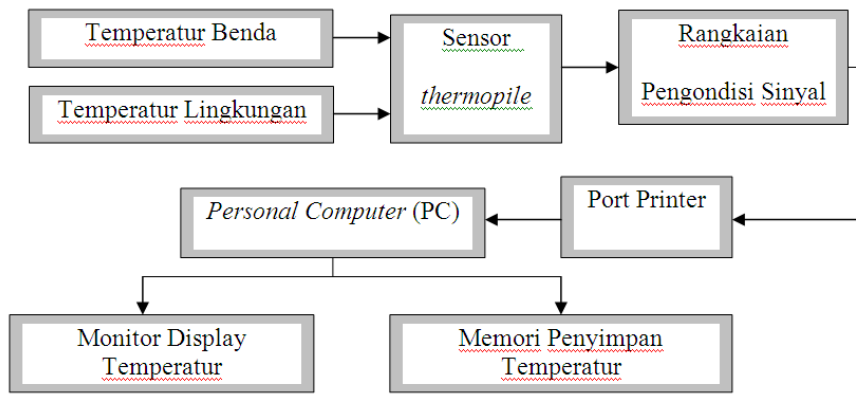 Temperatur Benda
Temperatur Lingkungan
Sensor
thermopile
Rangkaian
Pengondisi Sinyal
Personal Computer (PC)
Port Printer
Monitor Display
Temperatur
Memori Penyimpan
Temperatur